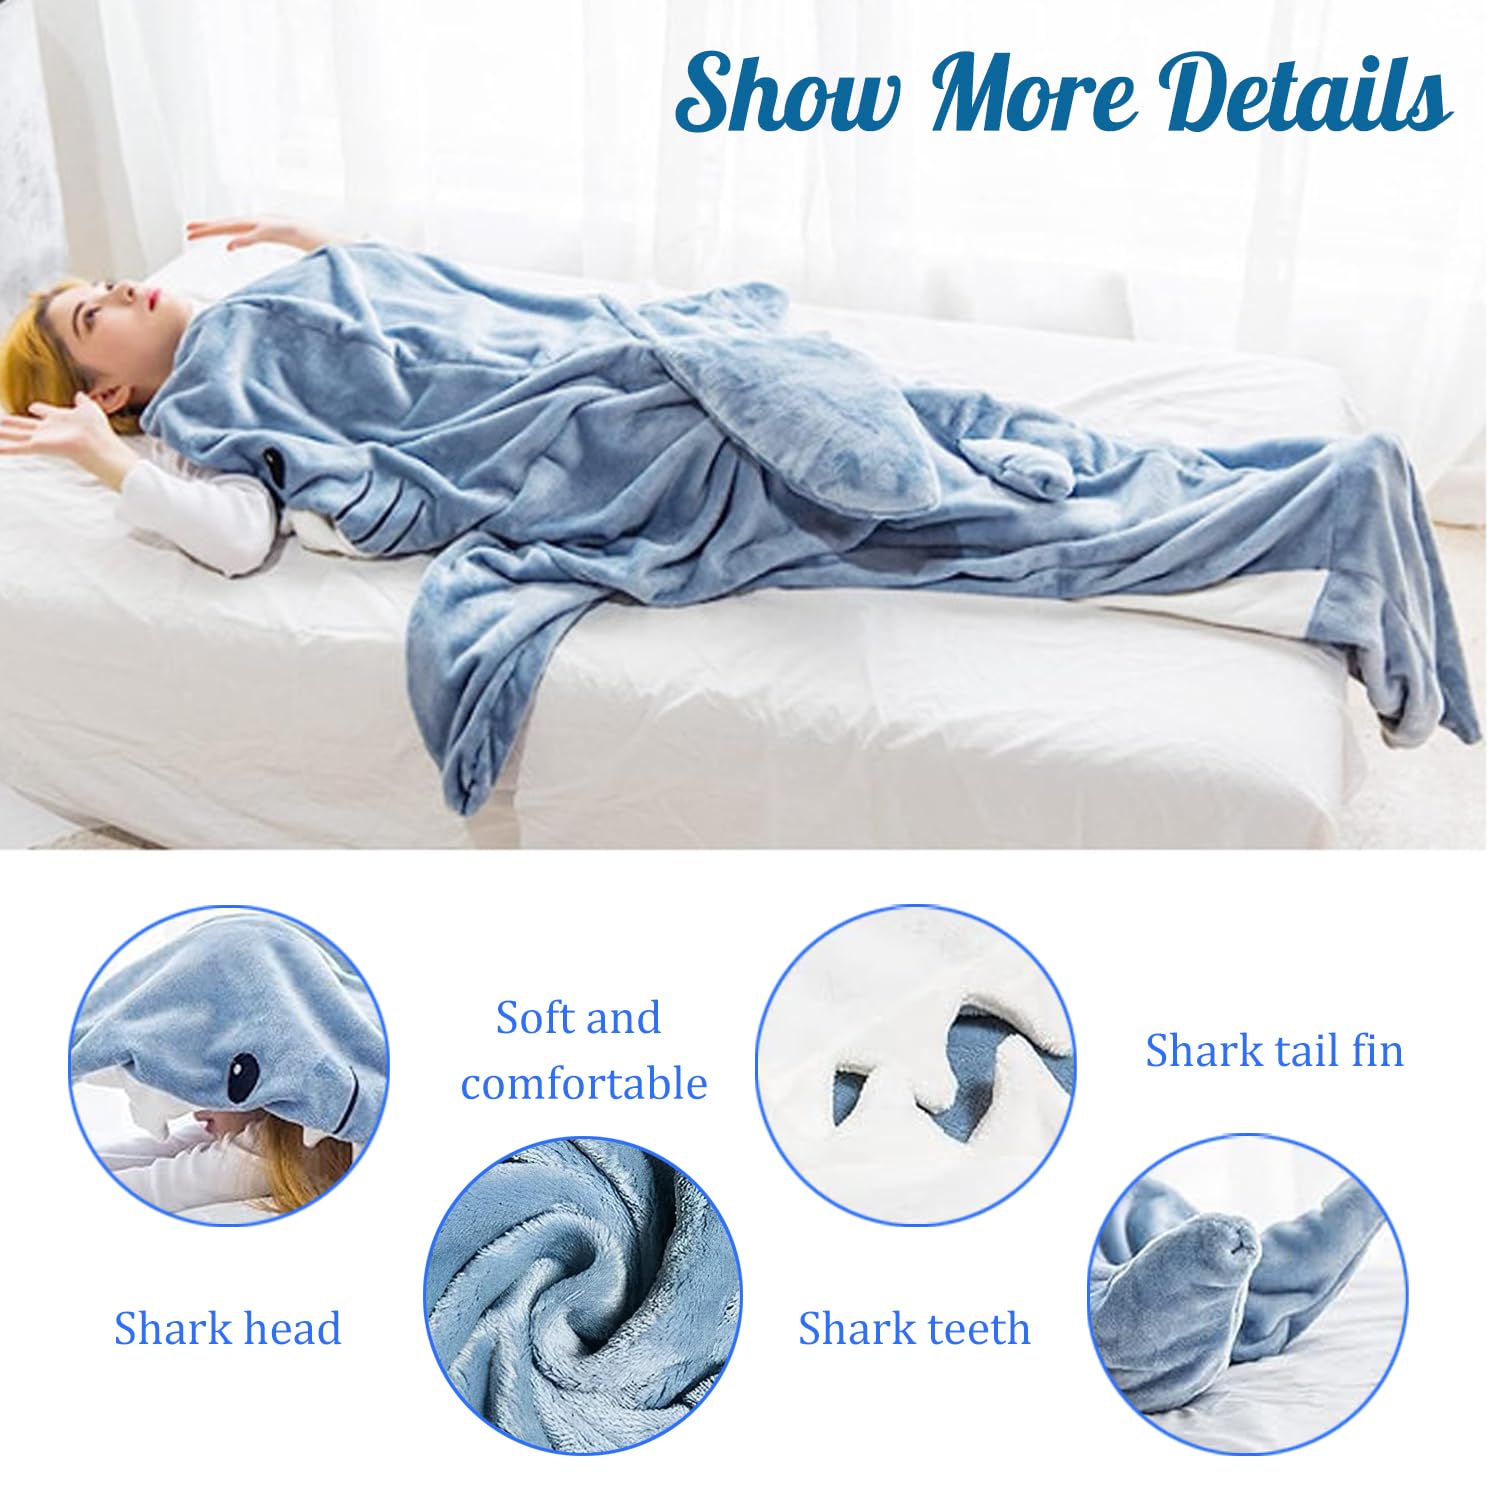 Show More Details
Soft and
comfortable
Shark tail fin
Shark head
Shark teeth